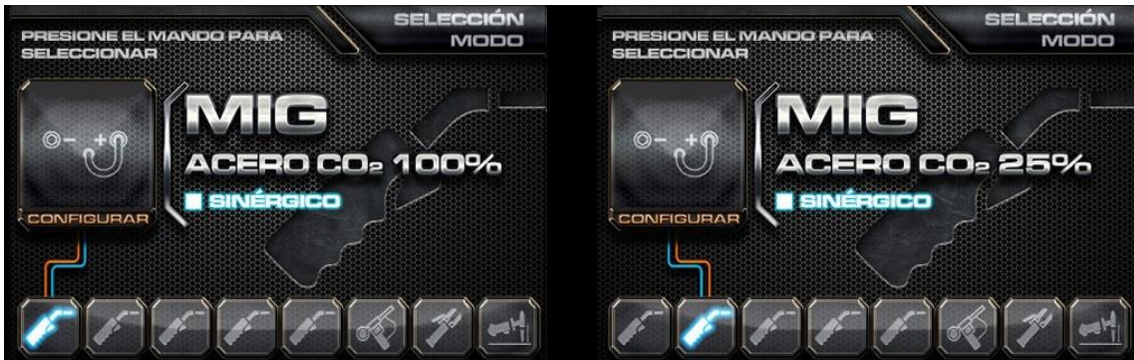 SELECCIÓN
MODO
PRESIONE EL MANDO PARA
SELECCIONAR
MIG
ACERO CO₂ 100%
SINÉRGICO
CONFIGURAR
SELECCIÓN
MODO
PRESIONE EL MANDO PARA
SELECCIONAR
MIG
ACERO CO₂ 25%
SINÉRGICO
CONFIGURAR